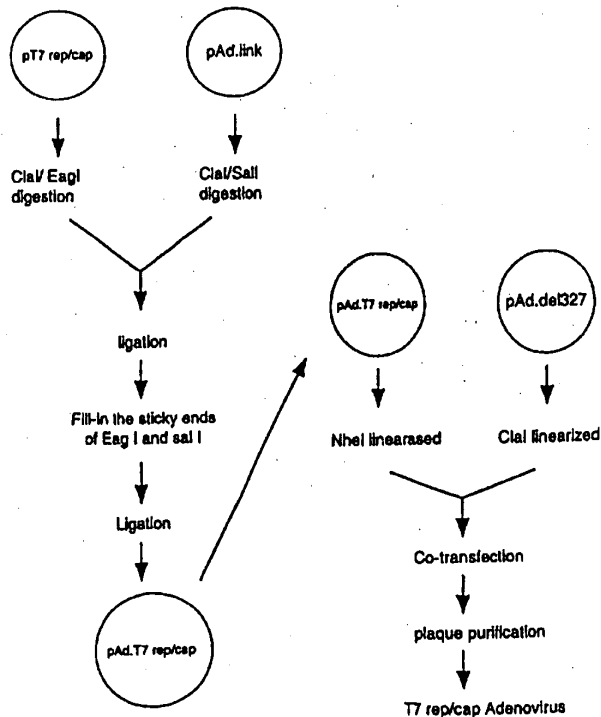 pT7 rep/cap
pAd.link
ClaI/ EagI
digestion
ClaI/SalI
digestion
ligation
Fill-in the sticky ends
of Eag I and sal I
Ligation
pAd.T7 rep/cap
pAd.T7 rep/cap
pAd.del327
NheI linearased
ClaI linearized
Co-transfection
plaque purification
T7 rep/cap Adenovirus